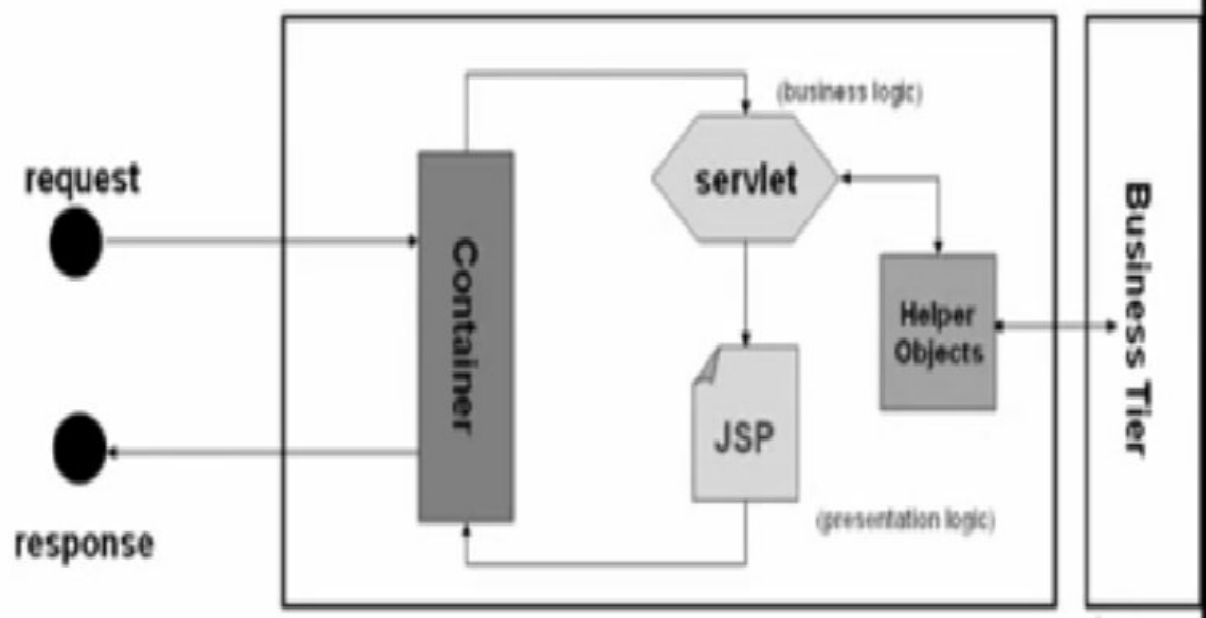 (business logic)
request
servlet
Container
Helper
Objects
Business Tier
JSP
(presentation logic)
response